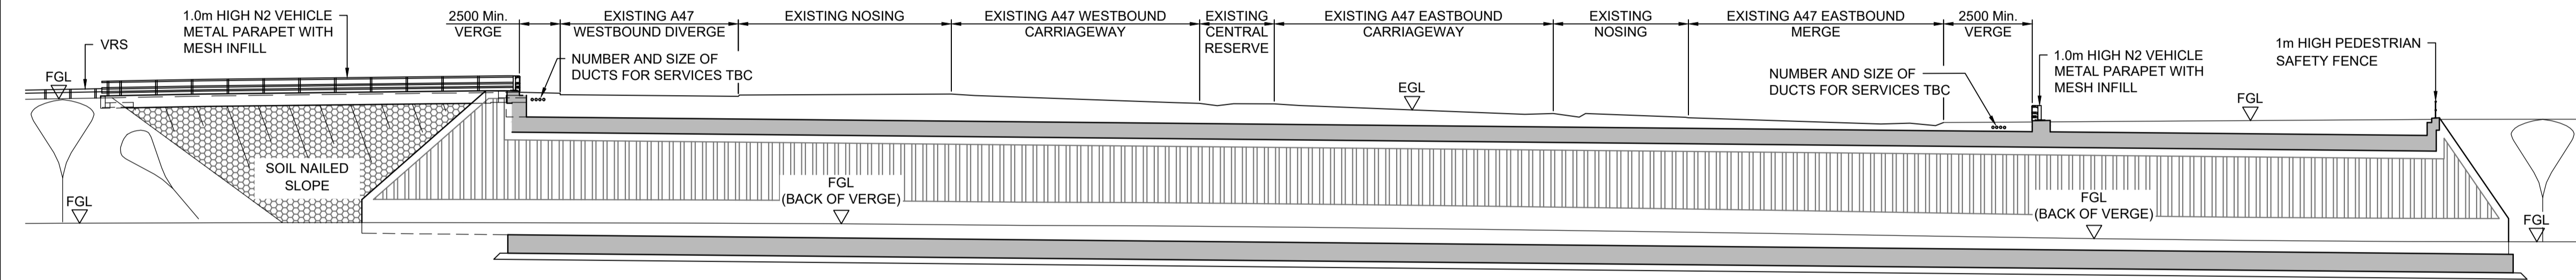 1.0m HIGH N2 VEHICLE
METAL PARAPET WITH
MESH INFILL
VRS
FGL
2500 Min.
VERGE
EXISTING A47
WESTBOUND DIVERGE
EXISTING NOSING
EXISTING A47 WESTBOUND
CARRIAGEWAY
EXISTING
CENTRAL
RESERVE
EXISTING A47 EASTBOUND
CARRIAGEWAY
EXISTING
NOSING
EXISTING A47 EASTBOUND
MERGE
2500 Min.
VERGE
NUMBER AND SIZE OF
DUCTS FOR SERVICES TBC
EGL
NUMBER AND SIZE OF
DUCTS FOR SERVICES TBC
1.0m HIGH N2 VEHICLE
METAL PARAPET WITH
MESH INFILL
1m HIGH PEDESTRIAN
SAFETY FENCE
FGL
SOIL NAILED
SLOPE
FGL
FGL
(BACK OF VERGE)
FGL
(BACK OF VERGE)
FGL